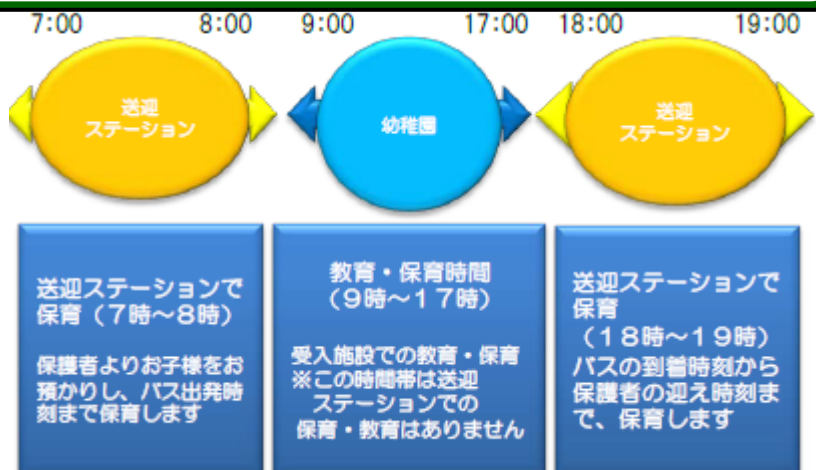 7:00 8:00 9:00 17:00 18:00 19:00
送迎
ステーション
幼稚園
送迎
ステーション
送迎ステーションで
保育（7時～8時）
保護者よりお子様をお
預かりし、バス出発時
刻まで保育します
教育・保育時間
（9時～17時）
受入施設での教育・保育
※この時間帯は送迎
ステーションでの
保育・教育はありません
送迎ステーションで
保育
（18時～19時）
バスの到着時刻から
保護者の迎え時刻ま
で、保育します